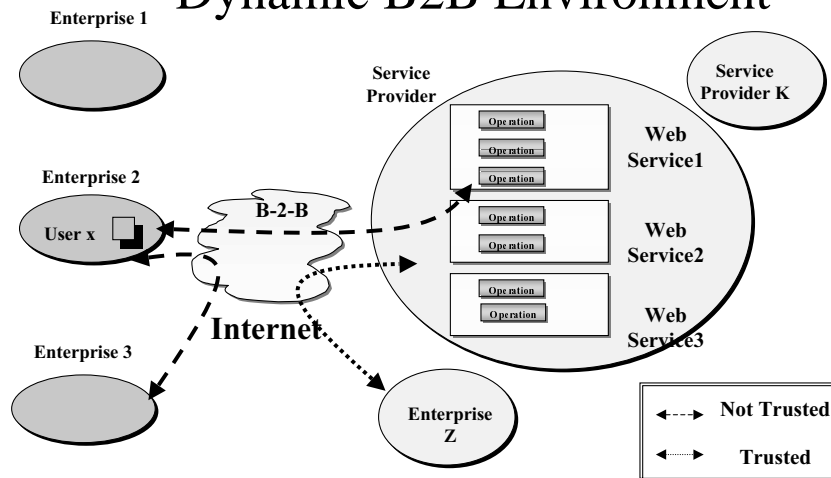 Dynamic B2B Environment
Enterprise 1
Service
Provider
Service
Provider K
Operation
Operation
Operation
Web
Service1
Enterprise 2
User x
B-2-B
Operation
Operation
Web
Service2
Operation
Operation
Web
Service3
Internet
Enterprise 3
Enterprise
Z
Not Trusted
Trusted